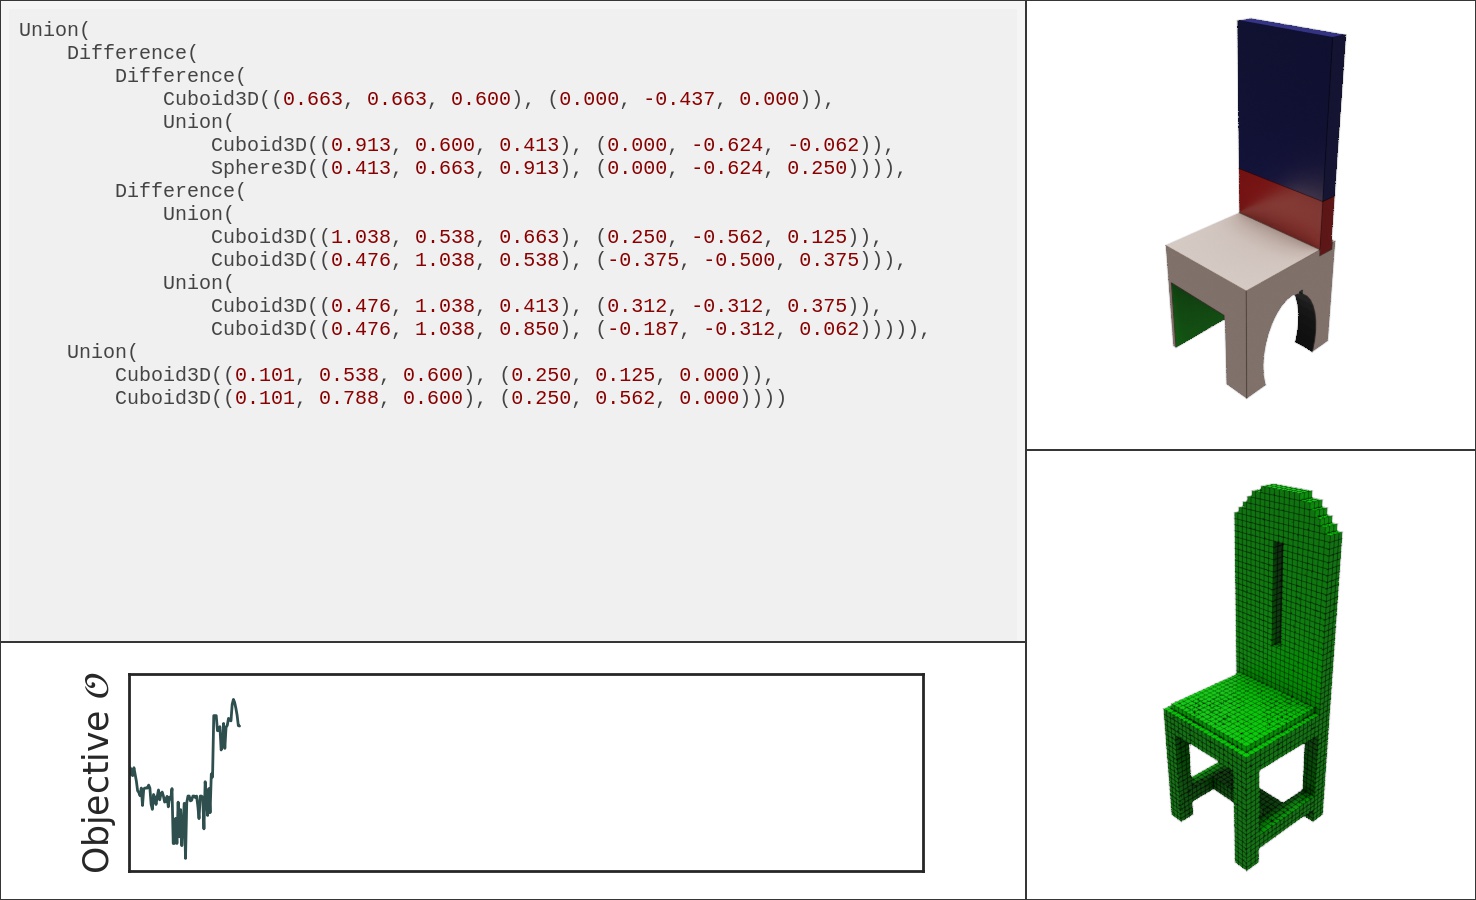 Union(
    Difference(
        Difference(
            Cuboid3D((0.663, 0.663, 0.600), (0.000, -0.437, 0.000)),
            Union(
                Cuboid3D((0.913, 0.600, 0.413), (0.000, -0.624, -0.062)),
                Sphere3D((0.413, 0.663, 0.913), (0.000, -0.624, 0.250)))),
        Difference(
            Union(
                Cuboid3D((1.038, 0.538, 0.663), (0.250, -0.562, 0.125)),
                Cuboid3D((0.476, 1.038, 0.538), (-0.375, -0.500, 0.375))),
            Union(
                Cuboid3D((0.476, 1.038, 0.413), (0.312, -0.312, 0.375)),
                Cuboid3D((0.476, 1.038, 0.850), (-0.187, -0.312, 0.062))))),
    Union(
        Cuboid3D((0.101, 0.538, 0.600), (0.250, 0.125, 0.000)),
        Cuboid3D((0.101, 0.788, 0.600), (0.250, 0.562, 0.000))))
Objective 𝒪